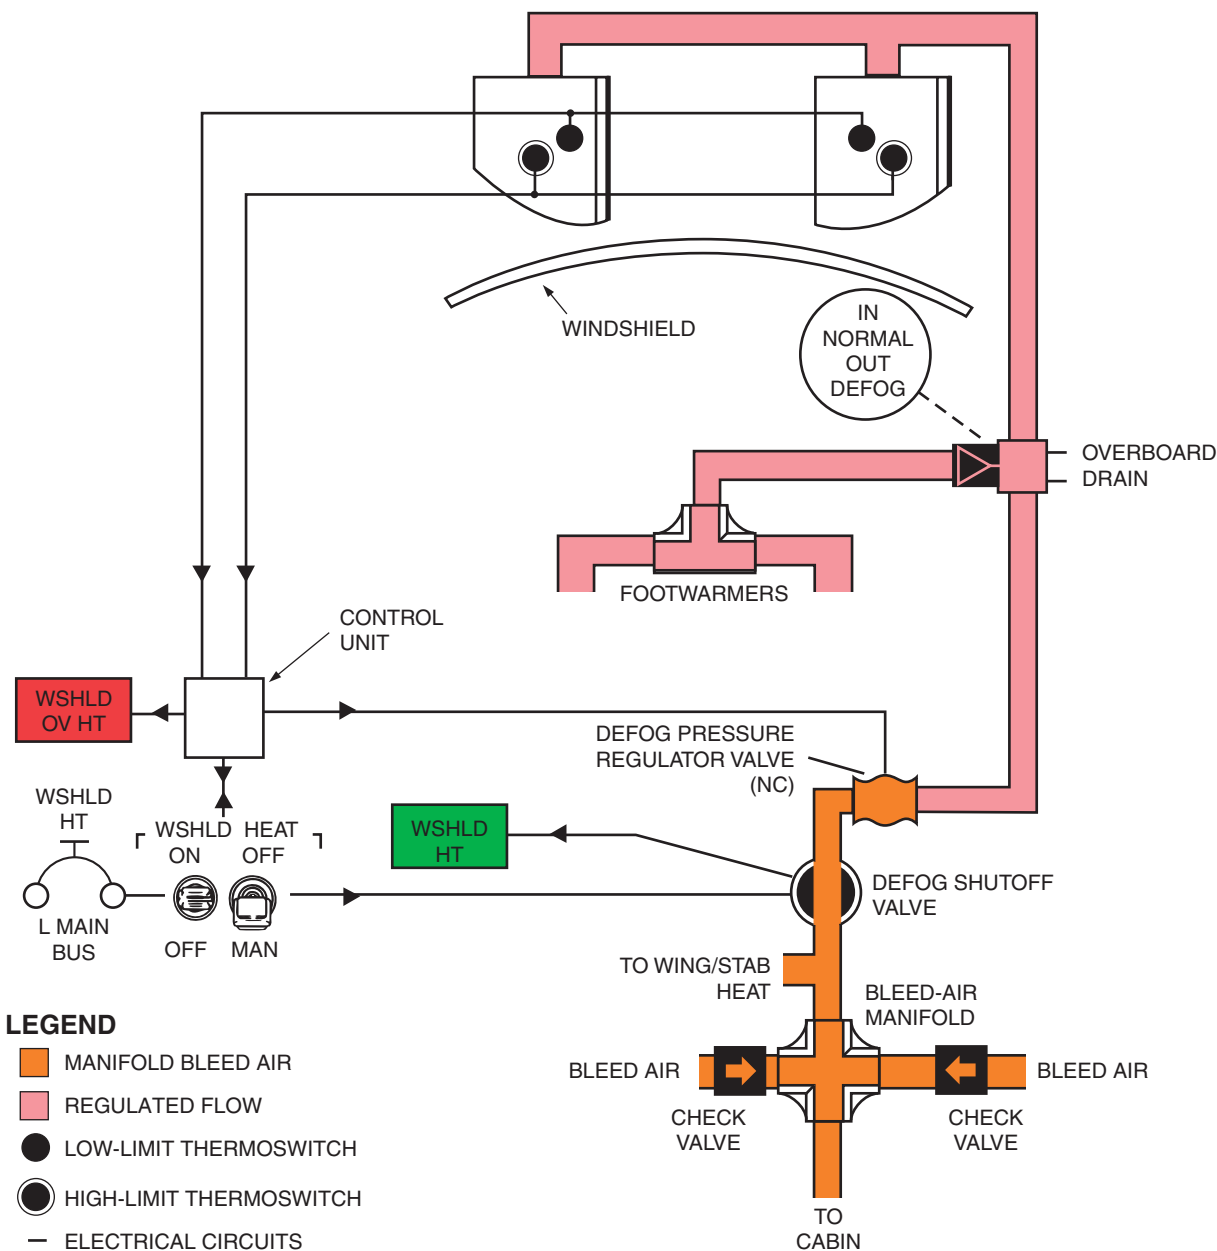 WINDSHIELD
IN
NORMAL
OUT
DEFOG
OVERBOARD
DRAIN
FOOTWARMERS
CONTROL
UNIT
WSHLD
OV HT
DEFOG PRESSURE
REGULATOR VALVE
(NC)
WSHLD
HT
WSHLD HEAT
ON OFF
WSHLD
HT
DEFOG SHUTOFF
VALVE
L MAIN
BUS
OFF MAN
TO WING/STAB
HEAT
BLEED-AIR
MANIFOLD
BLEED AIR
BLEED AIR
CHECK
VALVE
CHECK
VALVE
TO
CABIN
LEGEND
MANIFOLD BLEED AIR
REGULATED FLOW
LOW-LIMIT THERMOSWITCH
HIGH-LIMIT THERMOSWITCH
ELECTRICAL CIRCUITS